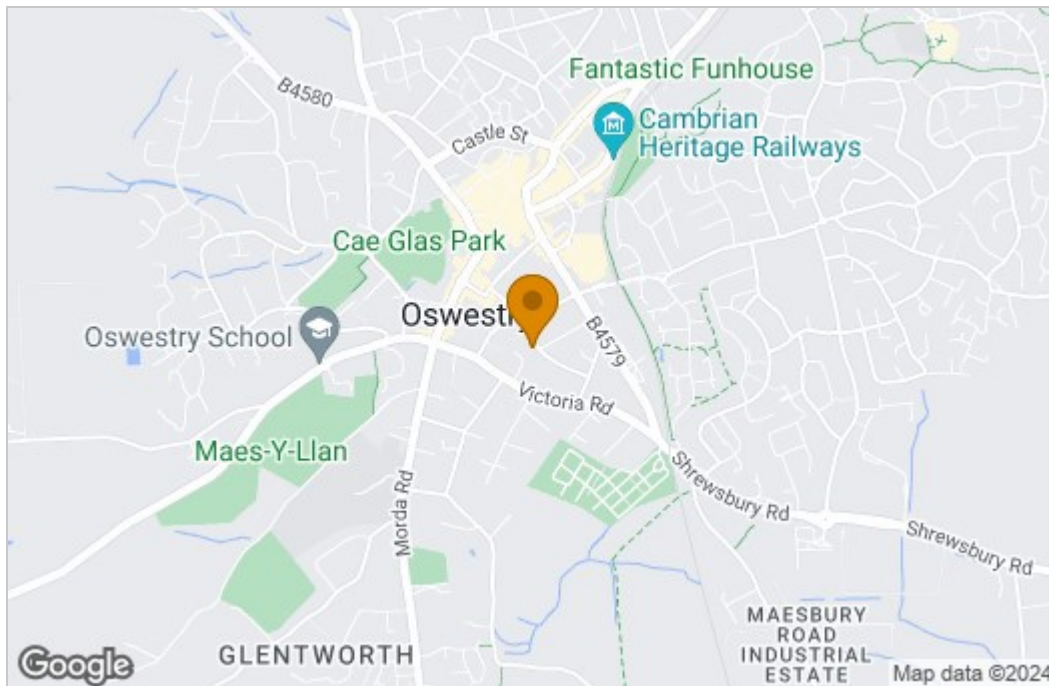 Fantastic Funhouse
B4580
Castle St
Cambrian
Heritage Railways
Cae Glas Park
Oswestry
Oswestry School
B4579
Victoria Rd
Maes-Y-Llan
Morda Rd
Shrewsbury Rd
Shrewsbury Rd
GLENTWORTH
MAESBURY
ROAD
INDUSTRIAL
ESTATE
Google
Map data ©2024